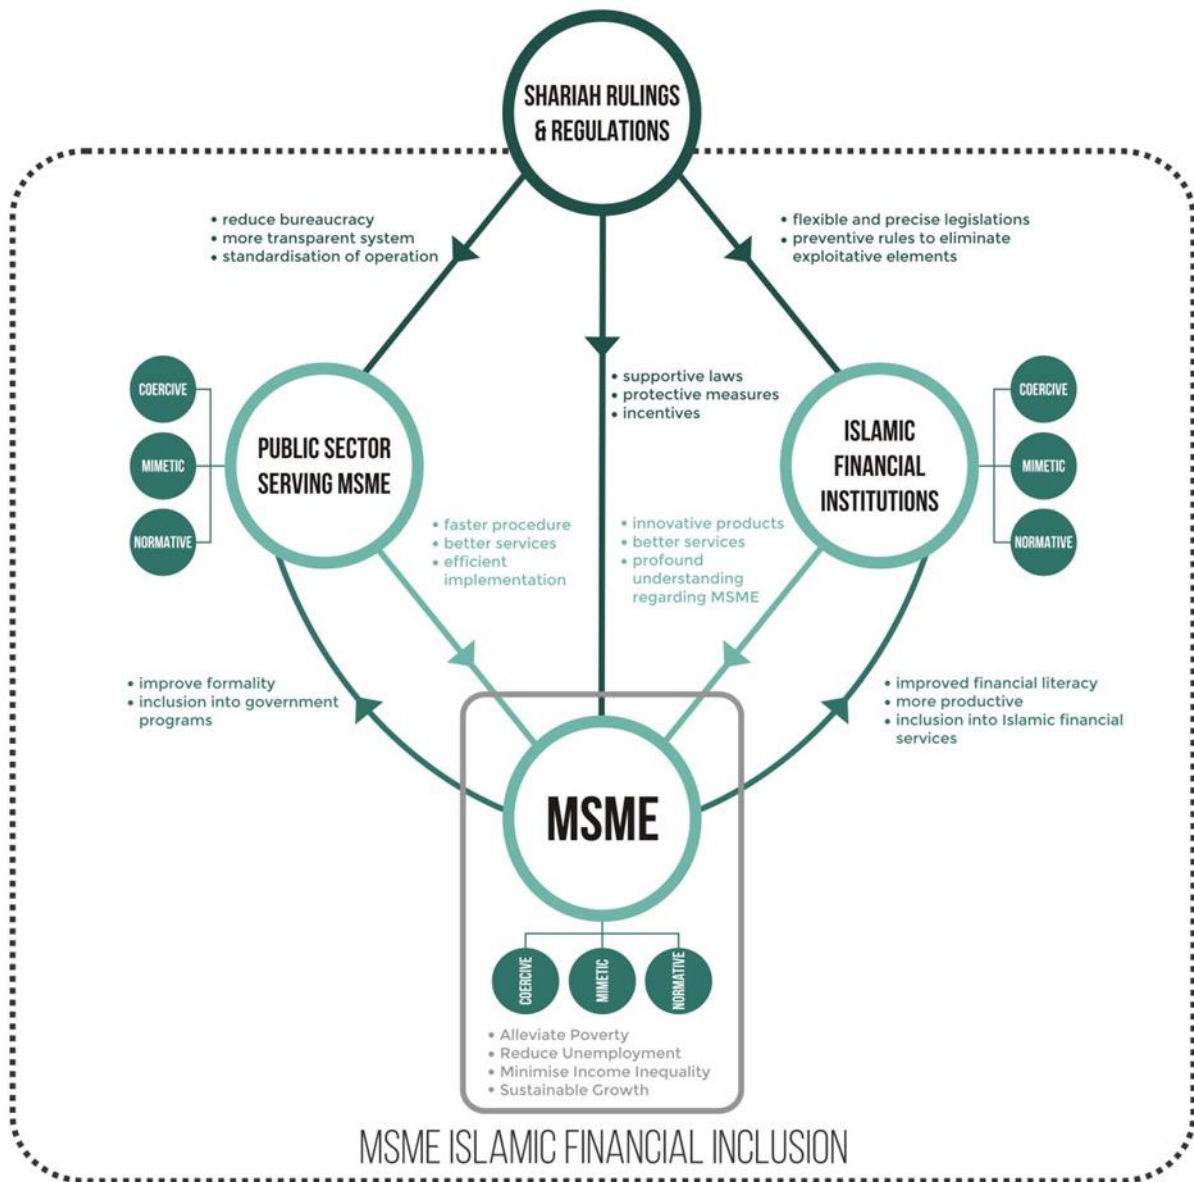 SHARIAH RULINGS
& REGULATIONS
• reduce bureaucracy
• more transparent system
• standardisation of operation
• flexible and precise legislations
• preventive rules to eliminate
exploitative elements
• supportive laws
• protective measures
• incentives
COERCIVE
MIMETIC
NORMATIVE
PUBLIC SECTOR
SERVING MSME
ISLAMIC
FINANCIAL
INSTITUTIONS
COERCIVE
MIMETIC
NORMATIVE
• faster procedure
• better services
• efficient
implementation
• innovative products
• better services
• profound
understanding
regarding MSME
• improve formality
• inclusion into government
programs
• improved financial literacy
• more productive
• inclusion into Islamic financial
services
MSME
COERCIVE
MIMETIC
NORMATIVE
• Alleviate Poverty
• Reduce Unemployment
• Minimise Income Inequality
• Sustainable Growth
MSME ISLAMIC FINANCIAL INCLUSION